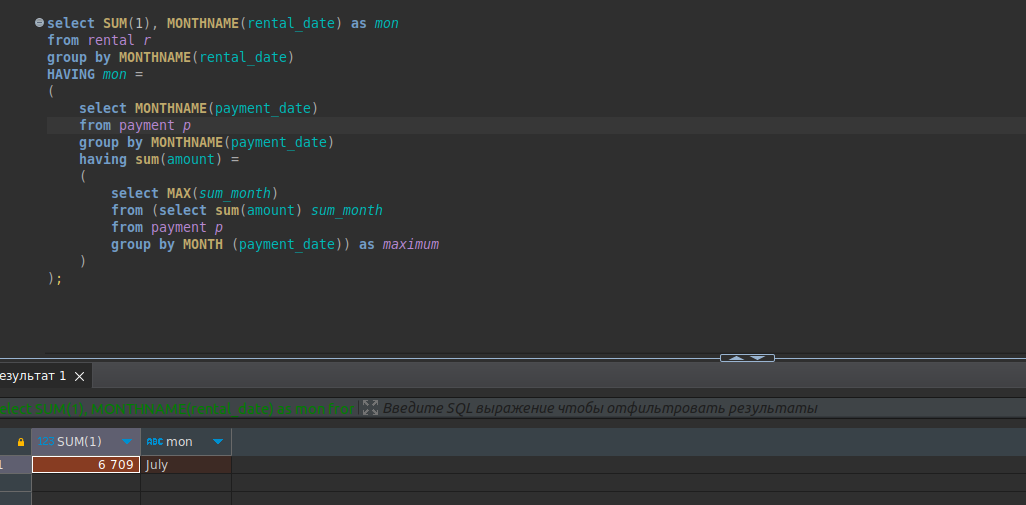 select SUM(1), MONTHNAME(rental_date) as mon
from rental r
group by MONTHNAME(rental_date)
HAVING mon =
(
select MONTHNAME(payment_date)
from payment p
group by MONTHNAME(payment_date)
having sum(amount) =
(
select MAX(sum_month)
from (select sum(amount) sum_month
from payment p
group by MONTH (payment_date)) as maximum
)
);
езультат 1
elect SUM(1), MONTHNAME(rental_date) as mon fror Введите SQL выражение чтобы отфильтровать результаты
123 SUM(1) ABC mon
1 6 709 July